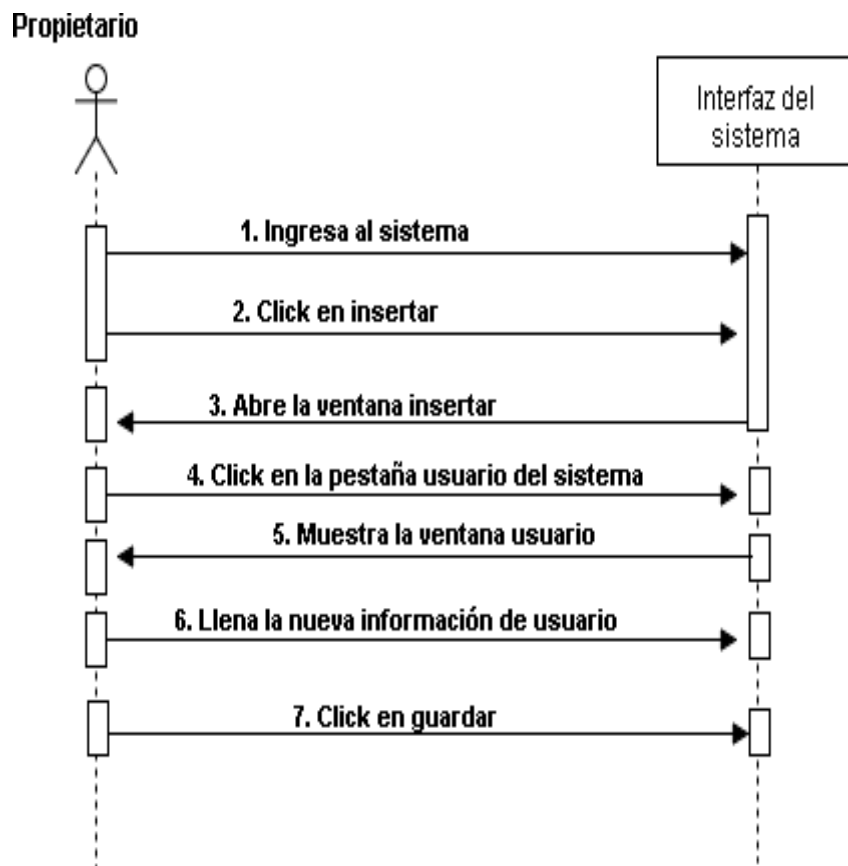 Propietario
Interfaz del
sistema
1. Ingresa al sistema
2. Click en insertar
3. Abre la ventana insertar
4. Click en la pestaña usuario del sistema
5. Muestra la ventana usuario
6. Llena la nueva información de usuario
7. Click en guardar